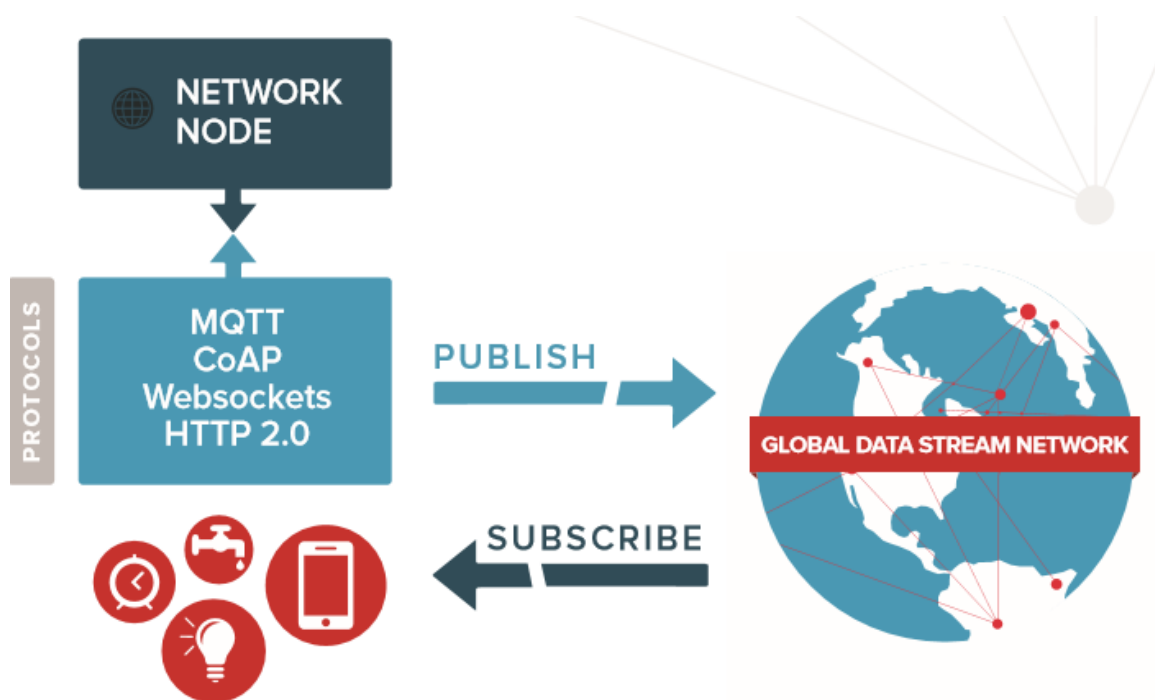 NETWORK
NODE
PROTOCOLS
MQTT
CoAP
Websockets
HTTP 2.0
PUBLISH
GLOBAL DATA STREAM NETWORK
SUBSCRIBE